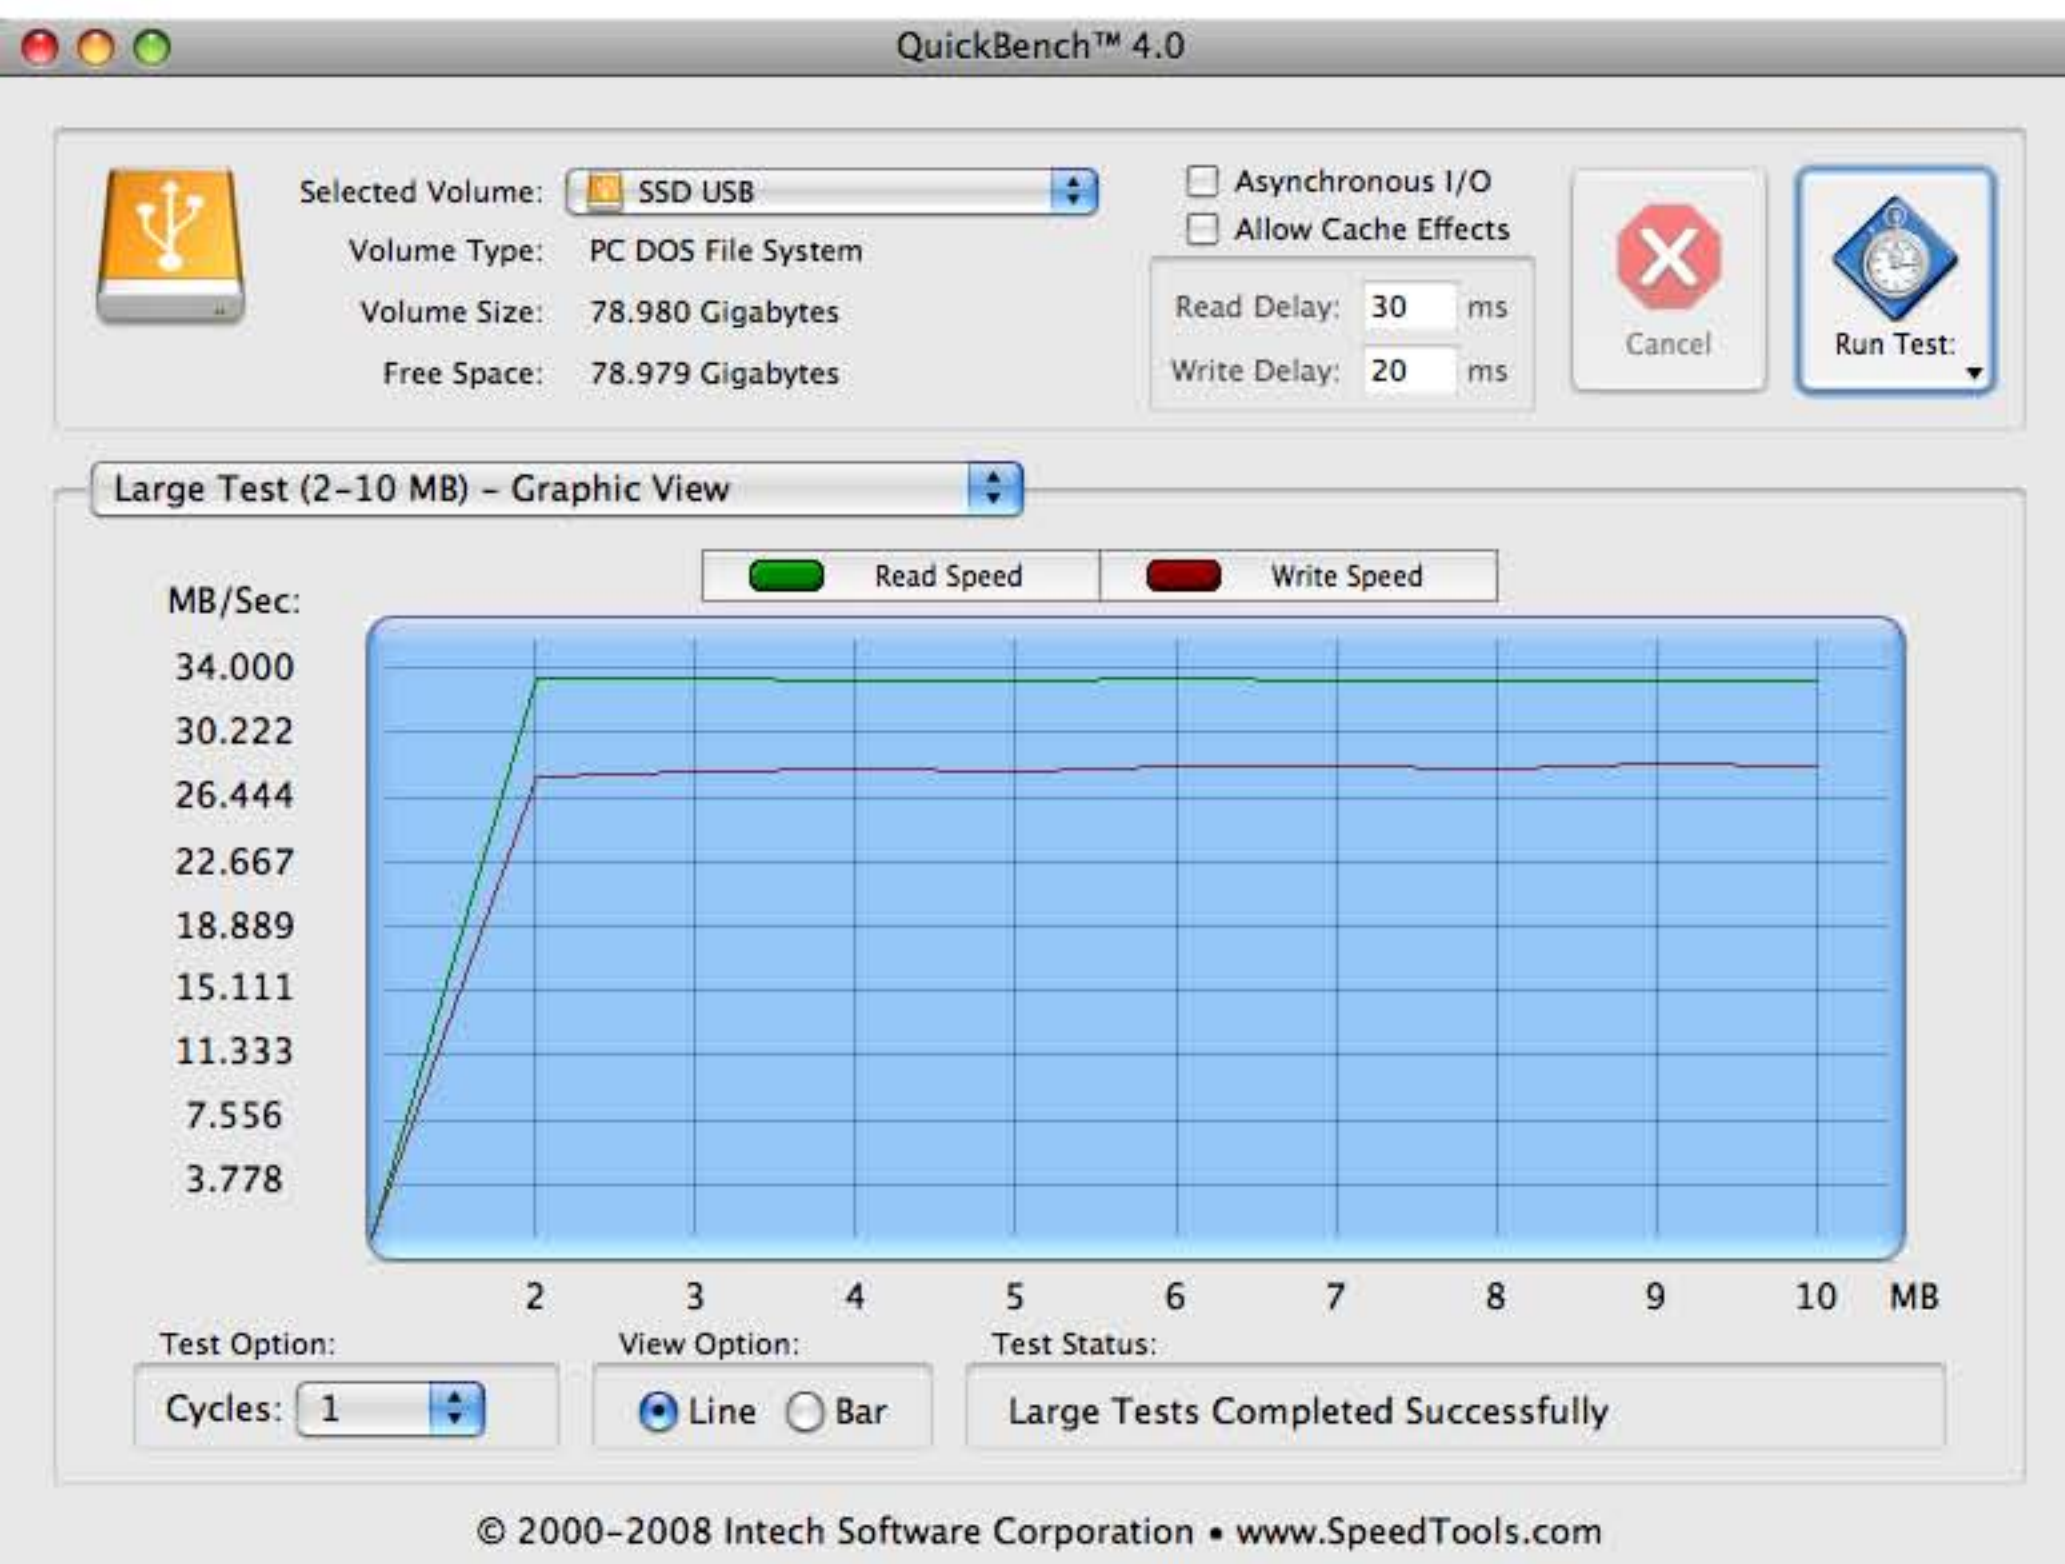 QuickBench™ 4.0
Selected Volume: SSD USB
Volume Type: PC DOS File System
Volume Size: 78.980 Gigabytes
Free Space: 78.979 Gigabytes
Asynchronous I/O
Allow Cache Effects
Read Delay: 30 ms
Write Delay: 20 ms
Cancel
Run Test:
Large Test (2-10 MB) - Graphic View
Read Speed Write Speed
MB/Sec:
34.000
30.222
26.444
22.667
18.889
15.111
11.333
7.556
3.778
2 3 4 5 6 7 8 9 10 MB
Test Option:
Cycles: 1
View Option:
Line Bar
Test Status:
Large Tests Completed Successfully
© 2000-2008 Intech Software Corporation • www.SpeedTools.com